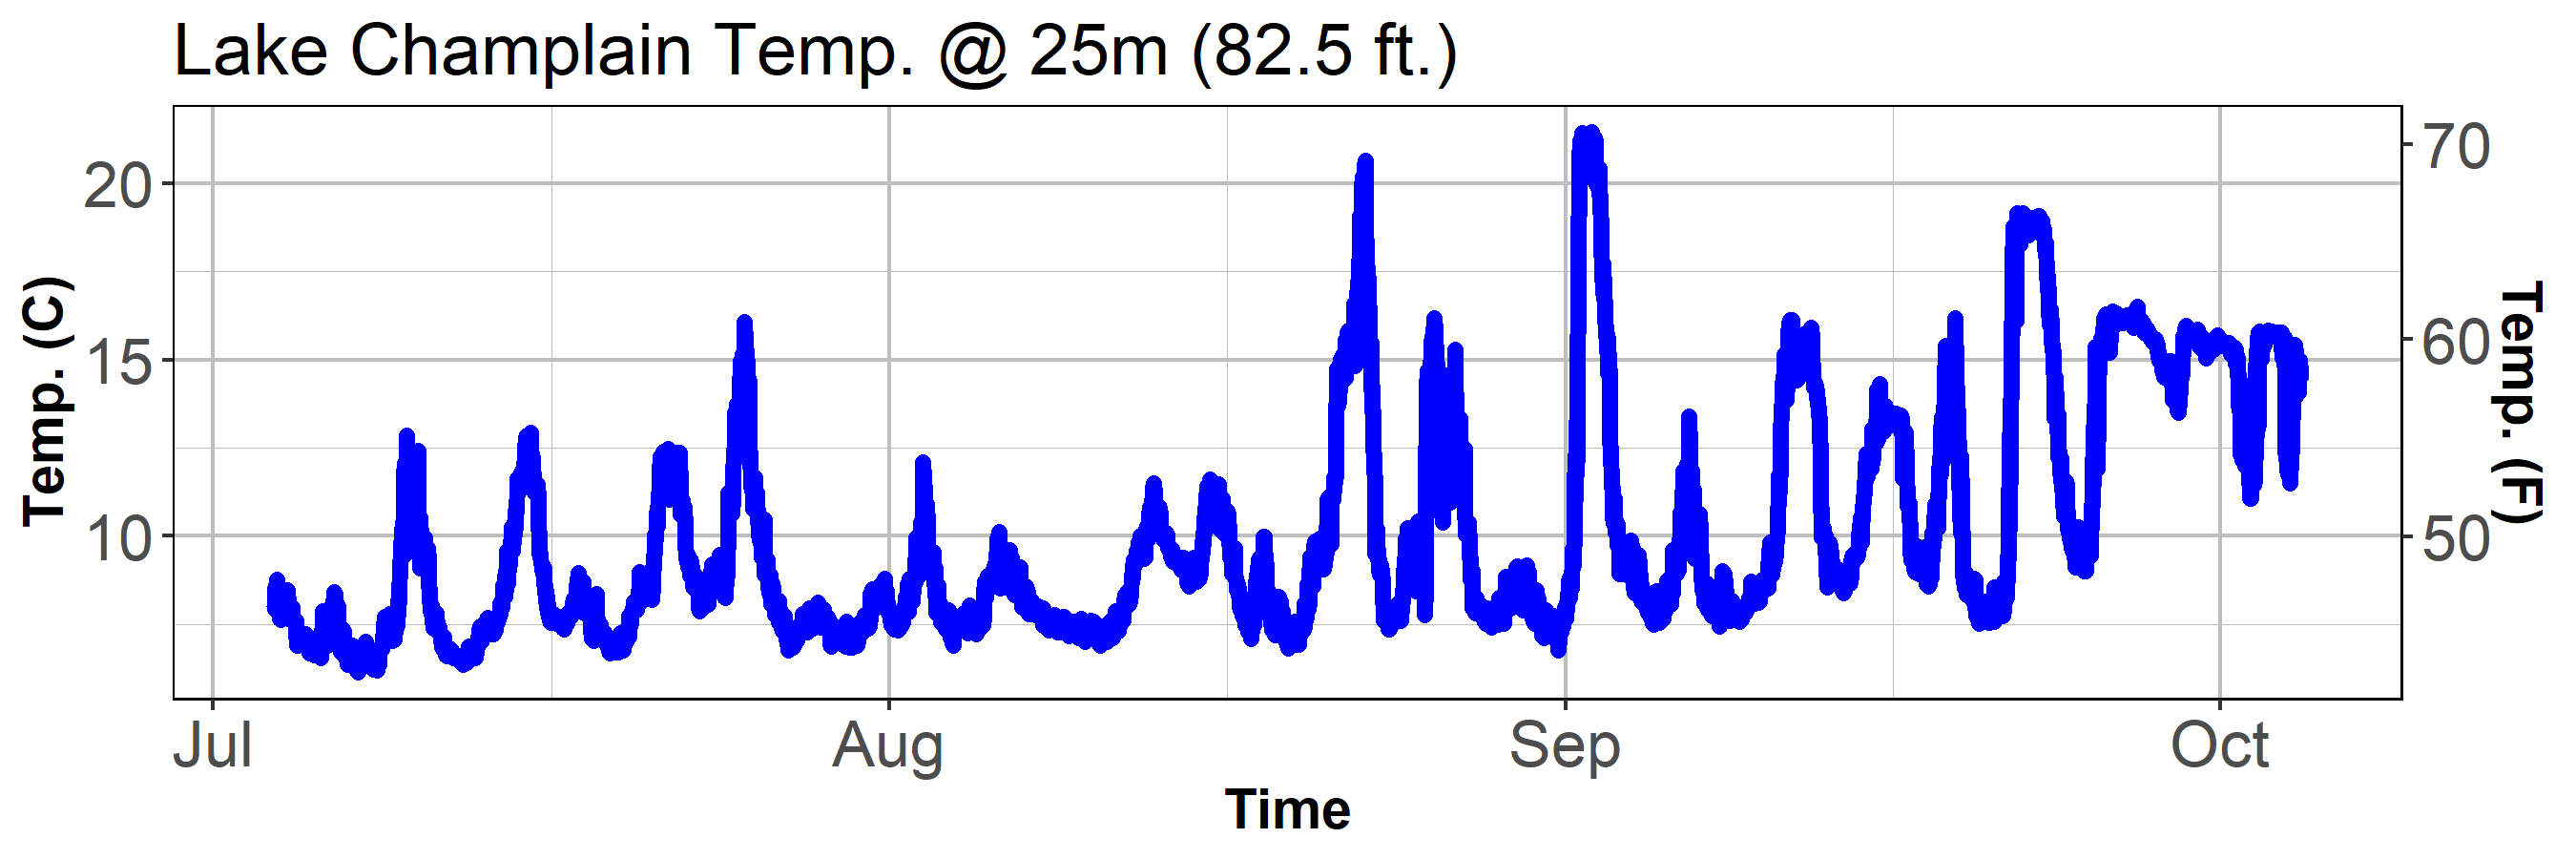 Lake Champlain Temp. @ 25m (82.5 ft.)
Temp. (C)
20
15
10
70
60
50
Temp. (F)
Jul Aug Sep Oct
Time